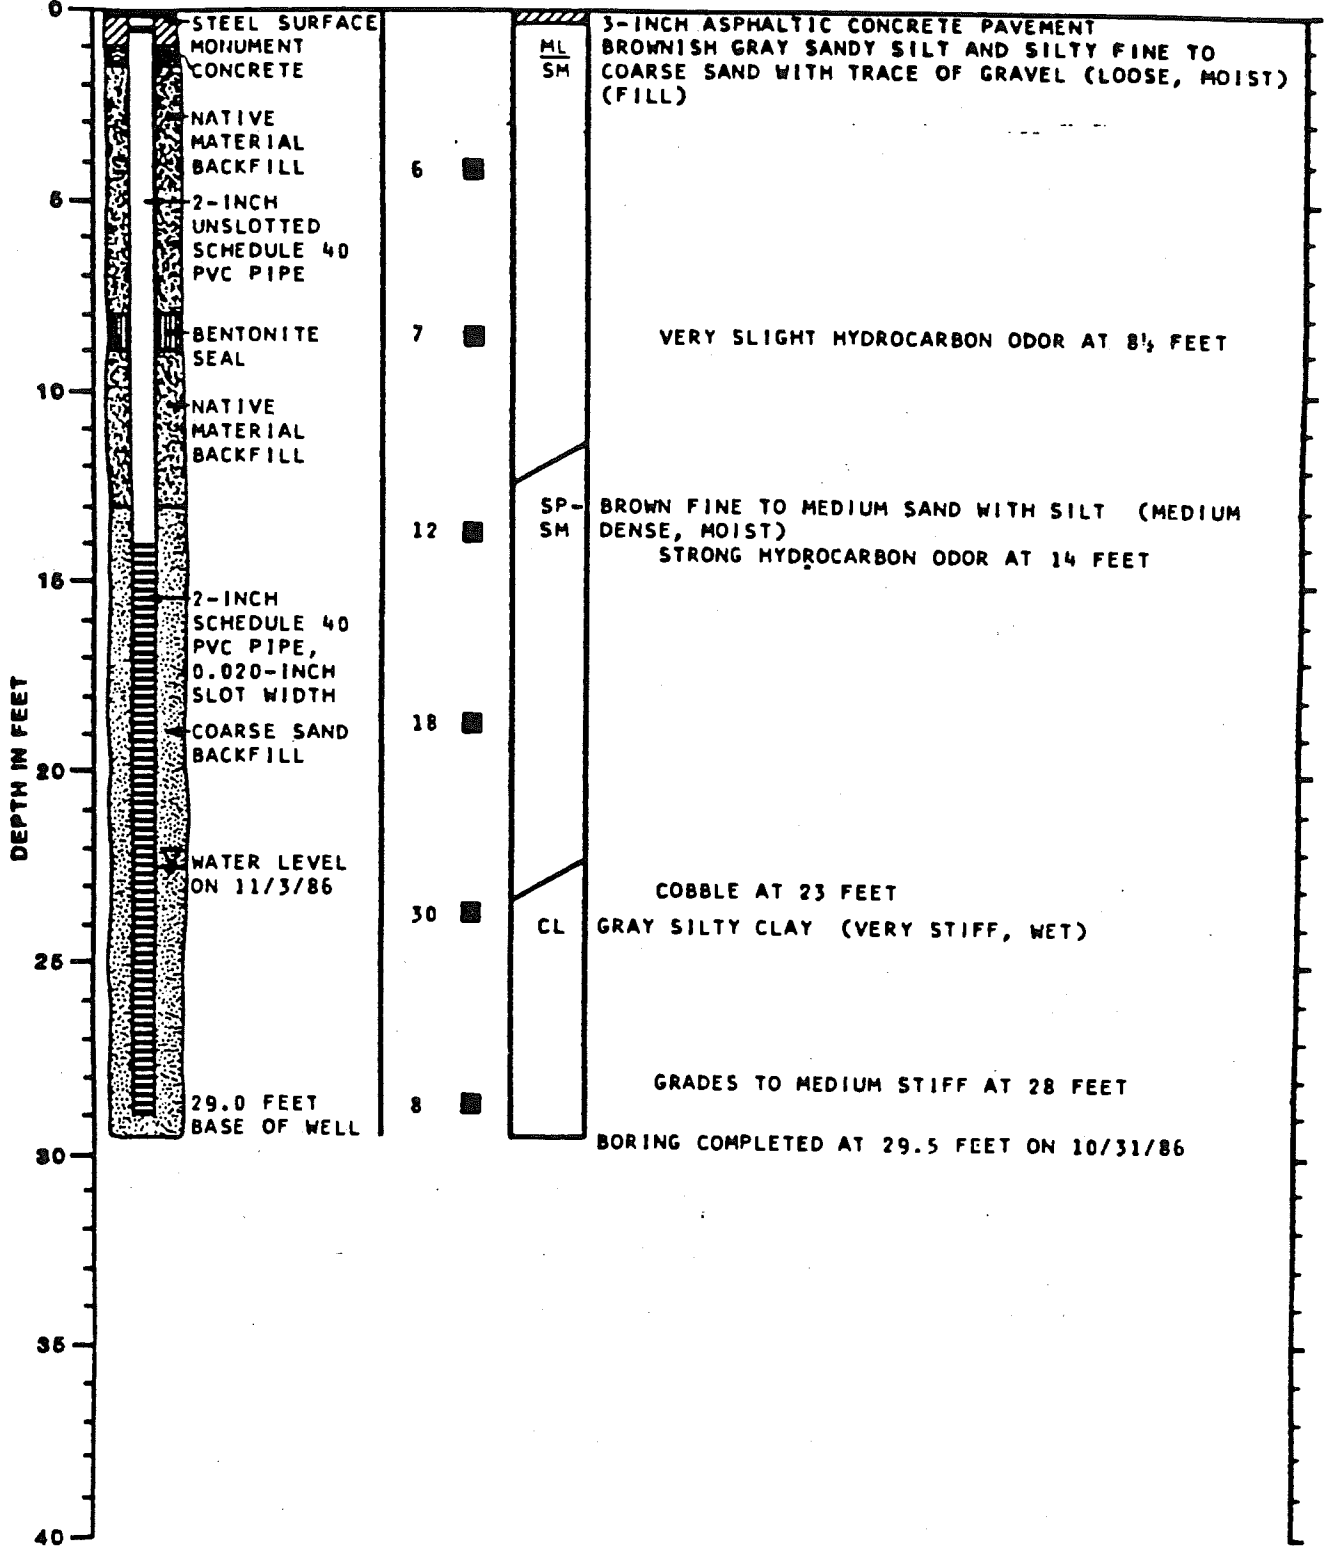 0
5
10
15
20
25
30
35
40
DEPTH IN FEET
STEEL SURFACE
MONUMENT
CONCRETE
NATIVE
MATERIAL
BACKFILL
2-INCH
UNSLOTTED
SCHEDULE 40
PVC PIPE
BENTONITE
SEAL
NATIVE
MATERIAL
BACKFILL
2-INCH
SCHEDULE 40
PVC PIPE,
0.020-INCH
SLOT WIDTH
COARSE SAND
BACKFILL
WATER LEVEL
ON 11/3/86
29.0 FEET
BASE OF WELL
6
7
12
18
30
8
ML
SM
3-INCH ASPHALTIC CONCRETE PAVEMENT
BROWNISH GRAY SANDY SILT AND SILTY FINE TO
COARSE SAND WITH TRACE OF GRAVEL (LOOSE, MOIST)
(FILL)
VERY SLIGHT HYDROCARBON ODOR AT 8½ FEET
SP-
SM
BROWN FINE TO MEDIUM SAND WITH SILT (MEDIUM
DENSE, MOIST)
STRONG HYDROCARBON ODOR AT 14 FEET
COBBLE AT 23 FEET
CL
GRAY SILTY CLAY (VERY STIFF, WET)
GRADES TO MEDIUM STIFF AT 28 FEET
BORING COMPLETED AT 29.5 FEET ON 10/31/86